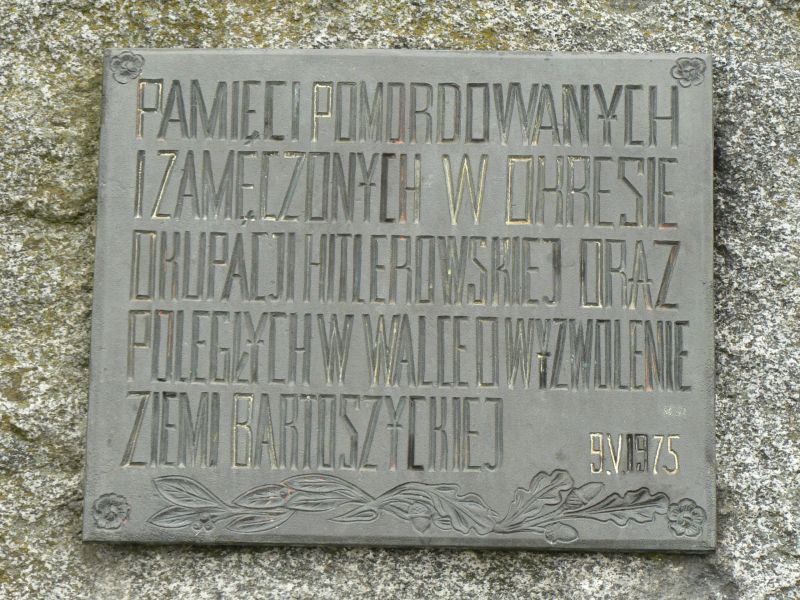 PAMIĘCI POMORDOWANYCH
I ZAMĘCZONYCH W OKRESIE
OKUPACJI HITLEROWSKIEJ ORAZ
POLEGŁYCH W WALCE O WYZWOLENIE
ZIEMI BARTOSZYCKIEJ
9.V.1975